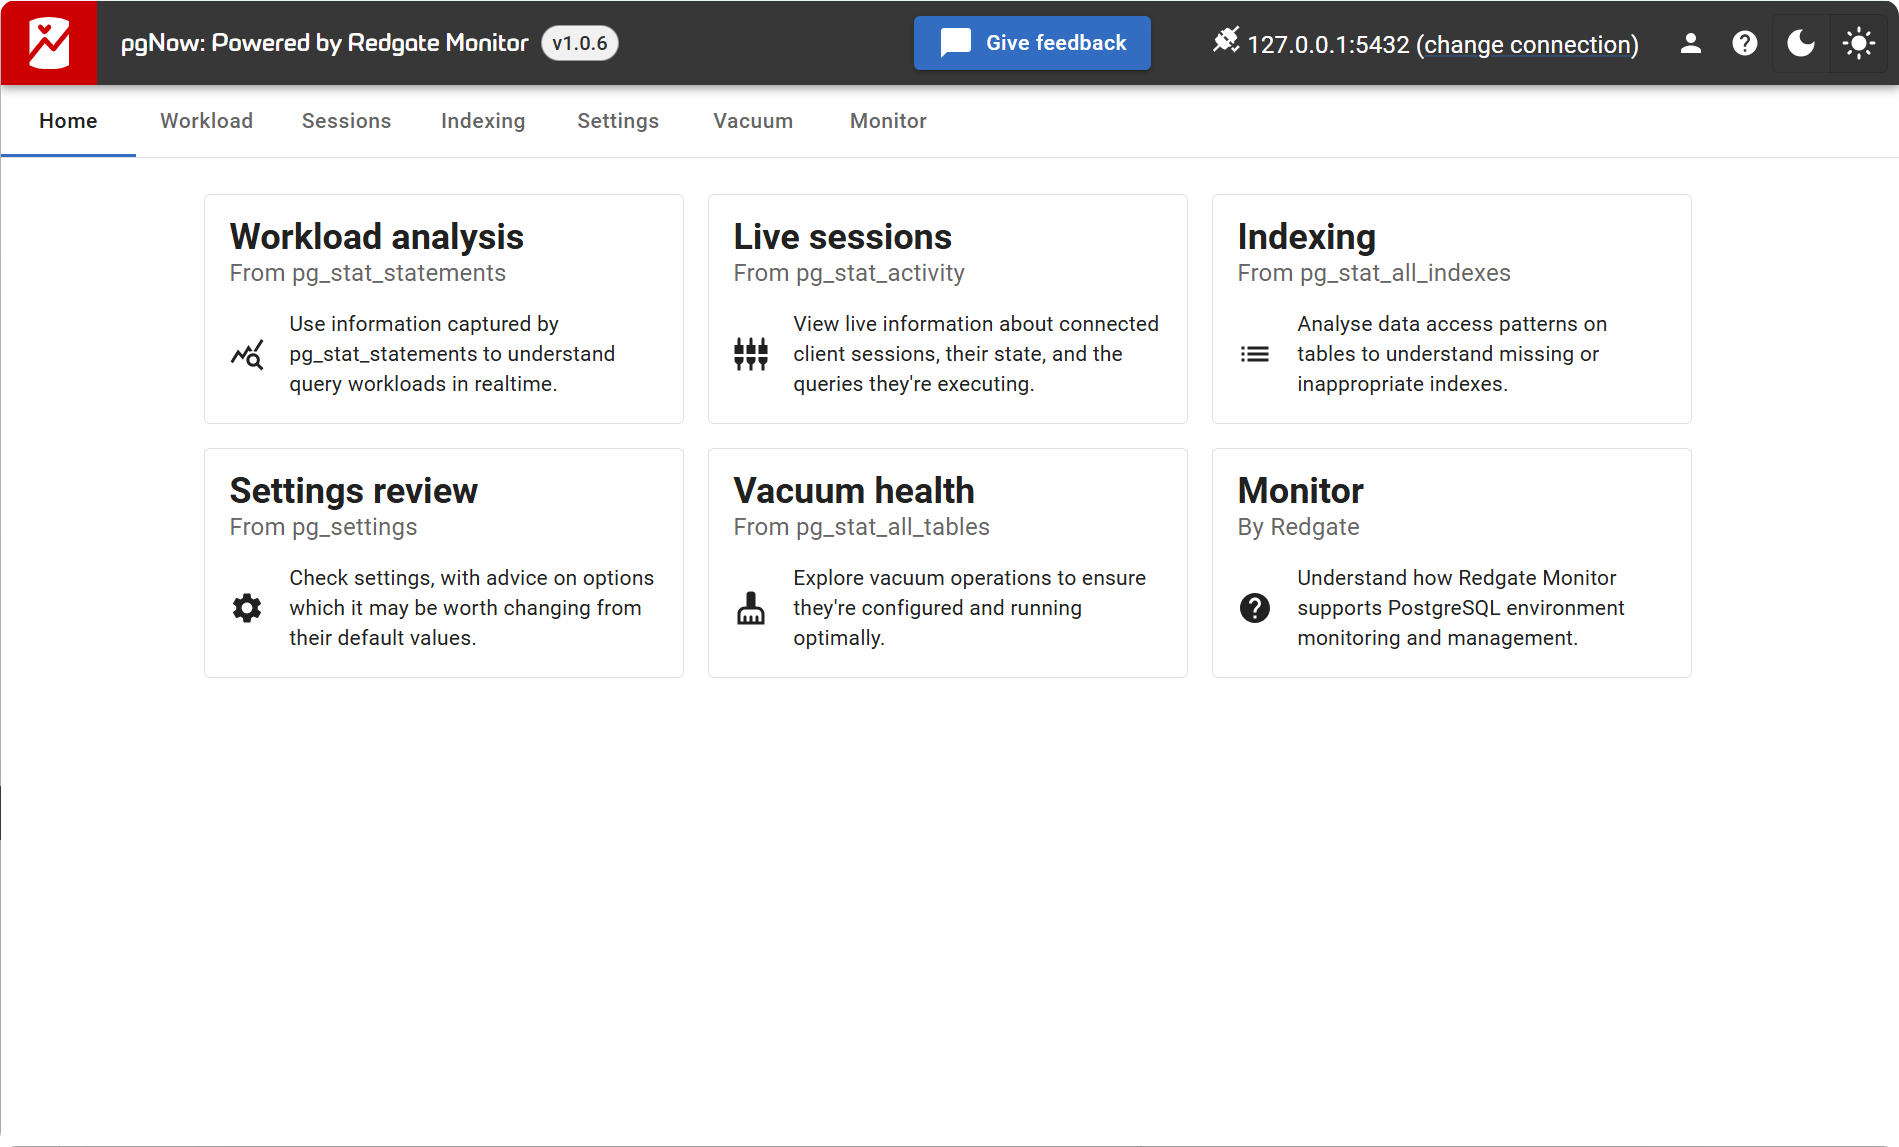 pgNow: Powered by Redgate Monitor v1.0.6 Give feedback 127.0.0.1:5432 (change connection)
Home Workload Sessions Indexing Settings Vacuum Monitor
Workload analysis
From pg_stat_statements
Use information captured by
pg_stat_statements to understand
query workloads in realtime.
Live sessions
From pg_stat_activity
View live information about connected
client sessions, their state, and the
queries they're executing.
Indexing
From pg_stat_all_indexes
Analyse data access patterns on
tables to understand missing or
inappropriate indexes.
Settings review
From pg_settings
Check settings, with advice on options
which it may be worth changing from
their default values.
Vacuum health
From pg_stat_all_tables
Explore vacuum operations to ensure
they're configured and running
optimally.
Monitor
By Redgate
Understand how Redgate Monitor
supports PostgreSQL environment
monitoring and management.